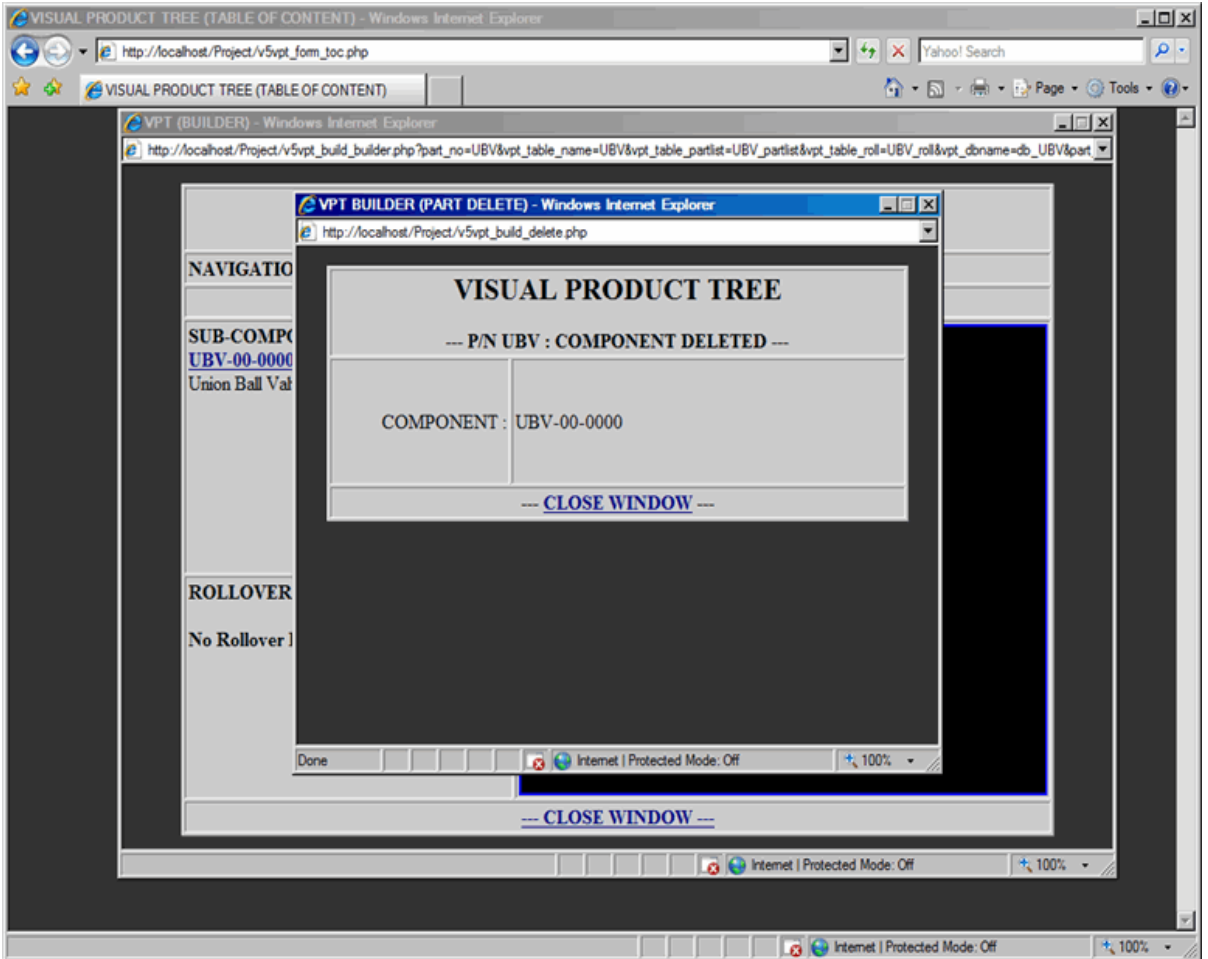 VISUAL PRODUCT TREE (TABLE OF CONTENT) - Windows Internet Explorer
http://localhost/Project/v5vpt_form_toc.php
Yahoo! Search
VISUAL PRODUCT TREE (TABLE OF CONTENT)
Page
Tools
VPT (BUILDER) - Windows Internet Explorer
http://localhost/Project/v5vpt_build_builder.php?part_no=UBV&vpt_table_name=UBV&vpt_table_partlist=UBV_partlist&vpt_table_roll=UBV_roll&vpt_dbname=db_UBV&part
VPT BUILDER (PART DELETE) - Windows Internet Explorer
http://localhost/Project/v5vpt_build_delete.php
NAVIGATIO
VISUAL PRODUCT TREE
--- P/N UBV : COMPONENT DELETED ---
SUB-COMPO
UBV-00-0000
Union Ball Val
COMPONENT : UBV-00-0000
--- CLOSE WINDOW ---
ROLLOVER
No Rollover
Done
Internet | Protected Mode: Off
100%
--- CLOSE WINDOW ---
Internet | Protected Mode: Off
100%
Internet | Protected Mode: Off
100%